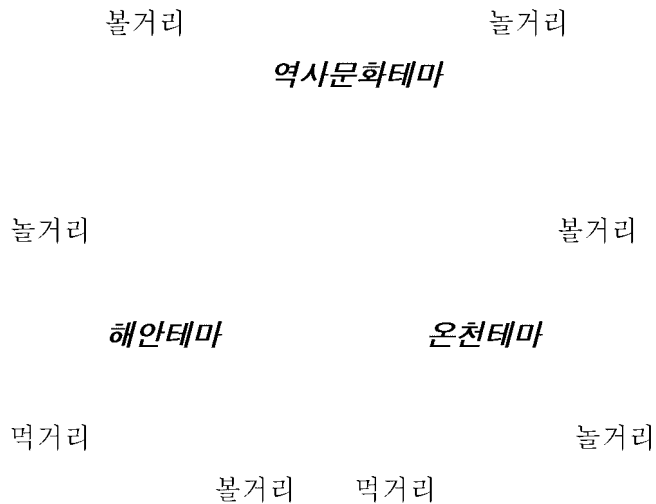 볼거리 놀거리
역사문화테마
놀거리 볼거리
해안테마 온천테마
먹거리 놀거리
볼거리 먹거리